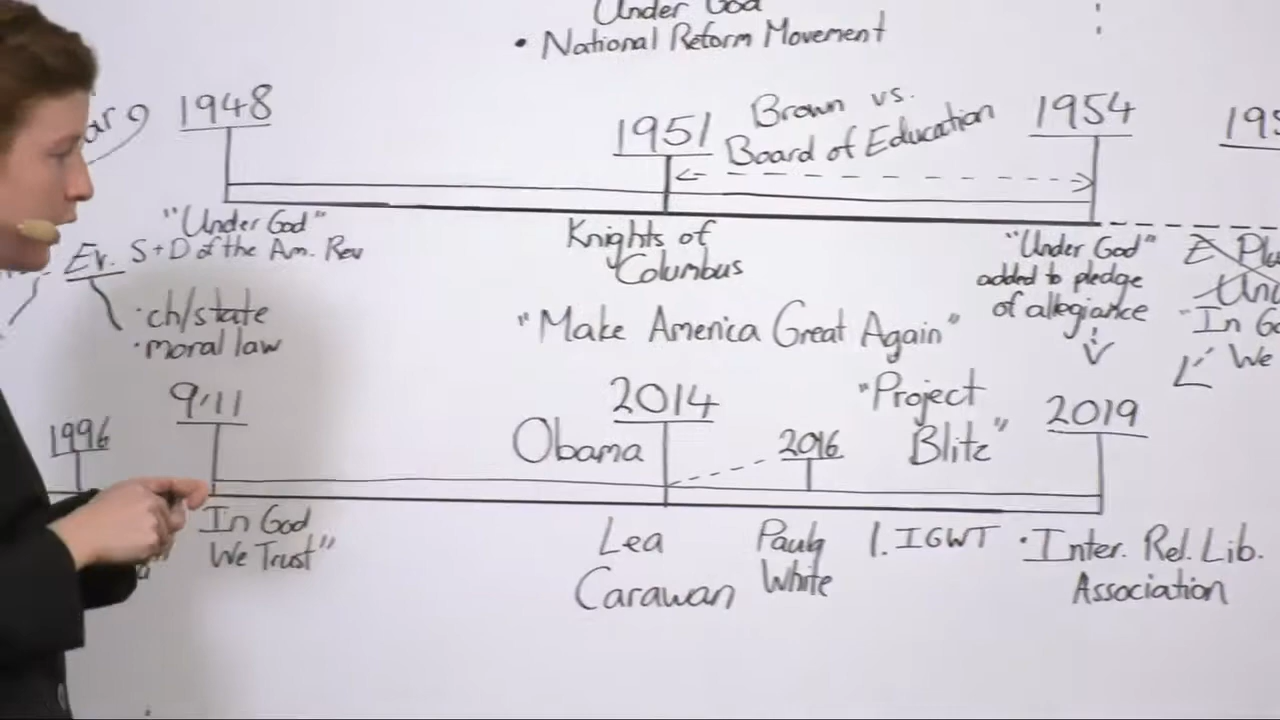 Under God
• National Reform Movement
1948
1951
Brown vs.
Board of Education
1954
"Under God"
Ev. S+D of the Am. Rev
• ch/state
• moral law
Knights of
Columbus
"Under God"
added to pledge
of allegiance
We
"Make America Great Again"
1996
9/11
Obama
2014
2016
"Project
Blitz"
2019
In God
We Trust"
Lea
Carawan
Paula
White
1. IGWT
• Inter. Rel. Lib.
Association